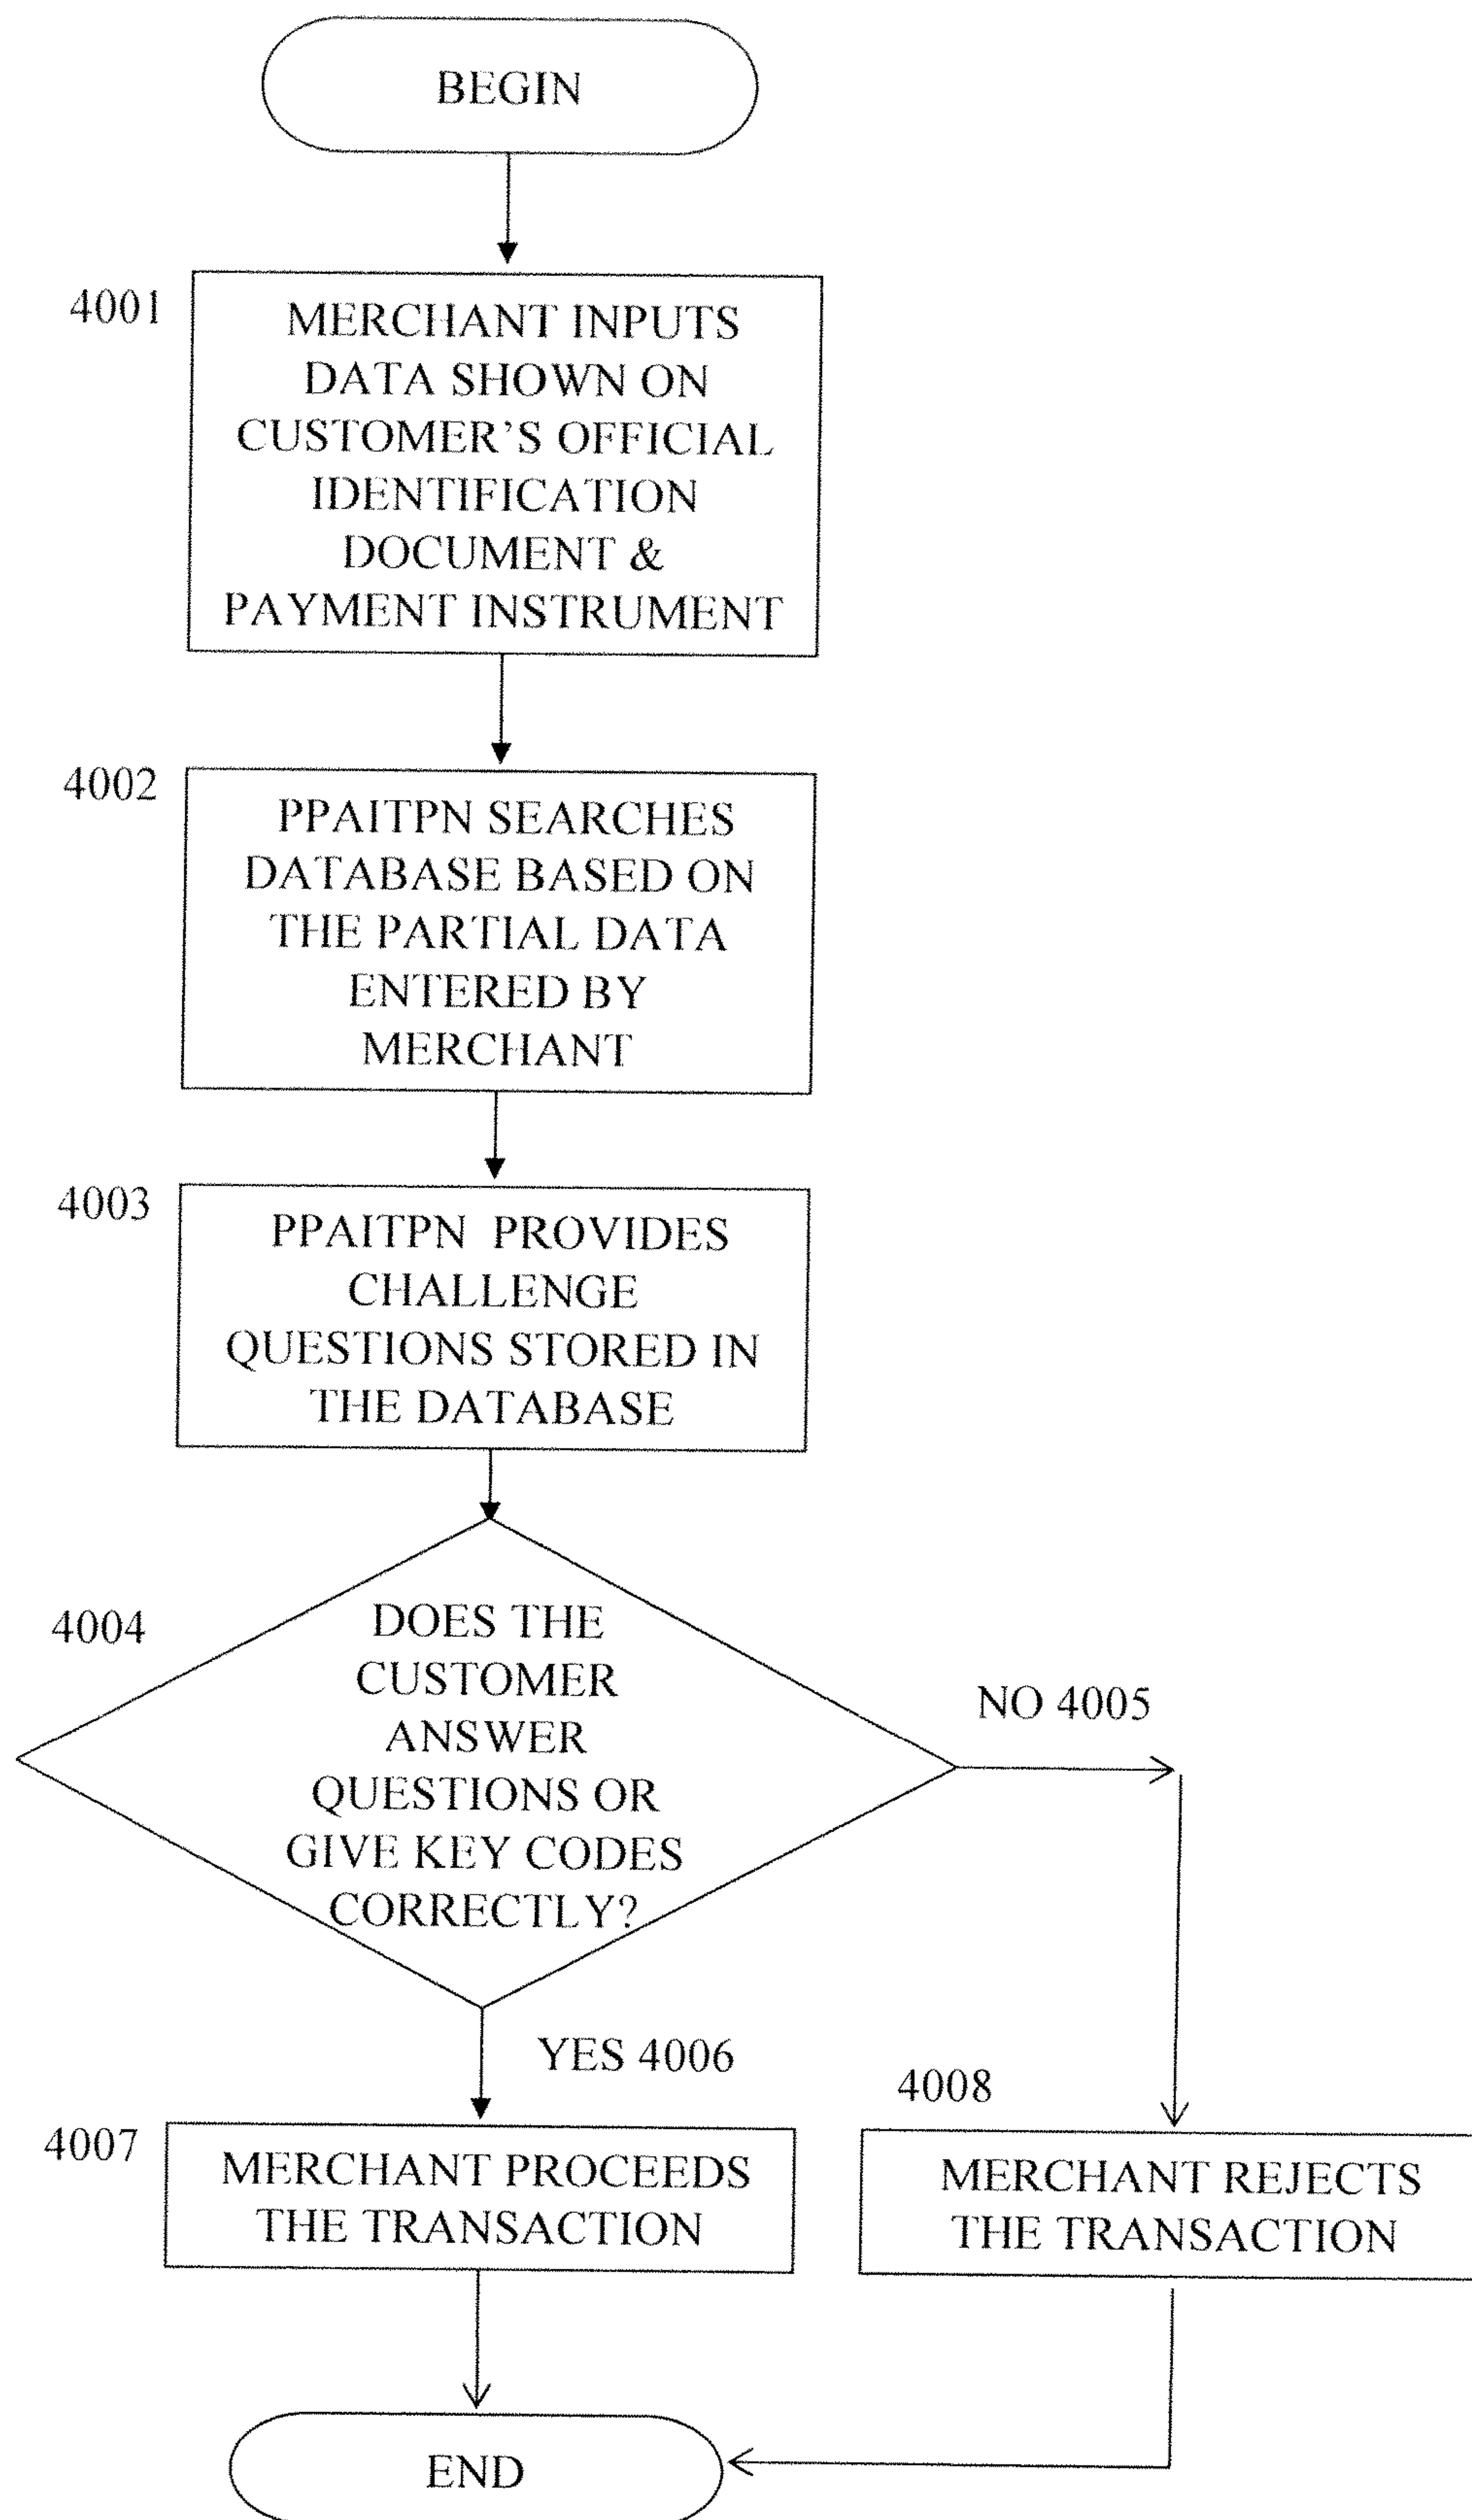 BEGIN
4001
MERCHANT INPUTS
DATA SHOWN ON
CUSTOMER'S OFFICIAL
IDENTIFICATION
DOCUMENT &
PAYMENT INSTRUMENT
4002
PPAITPN SEARCHES
DATABASE BASED ON
THE PARTIAL DATA
ENTERED BY
MERCHANT
4003
PPAITPN PROVIDES
CHALLENGE
QUESTIONS STORED IN
THE DATABASE
4004
DOES THE
CUSTOMER
ANSWER
QUESTIONS OR
GIVE KEY CODES
CORRECTLY?
NO 4005
YES 4006
4007
MERCHANT PROCEEDS
THE TRANSACTION
4008
MERCHANT REJECTS
THE TRANSACTION
END